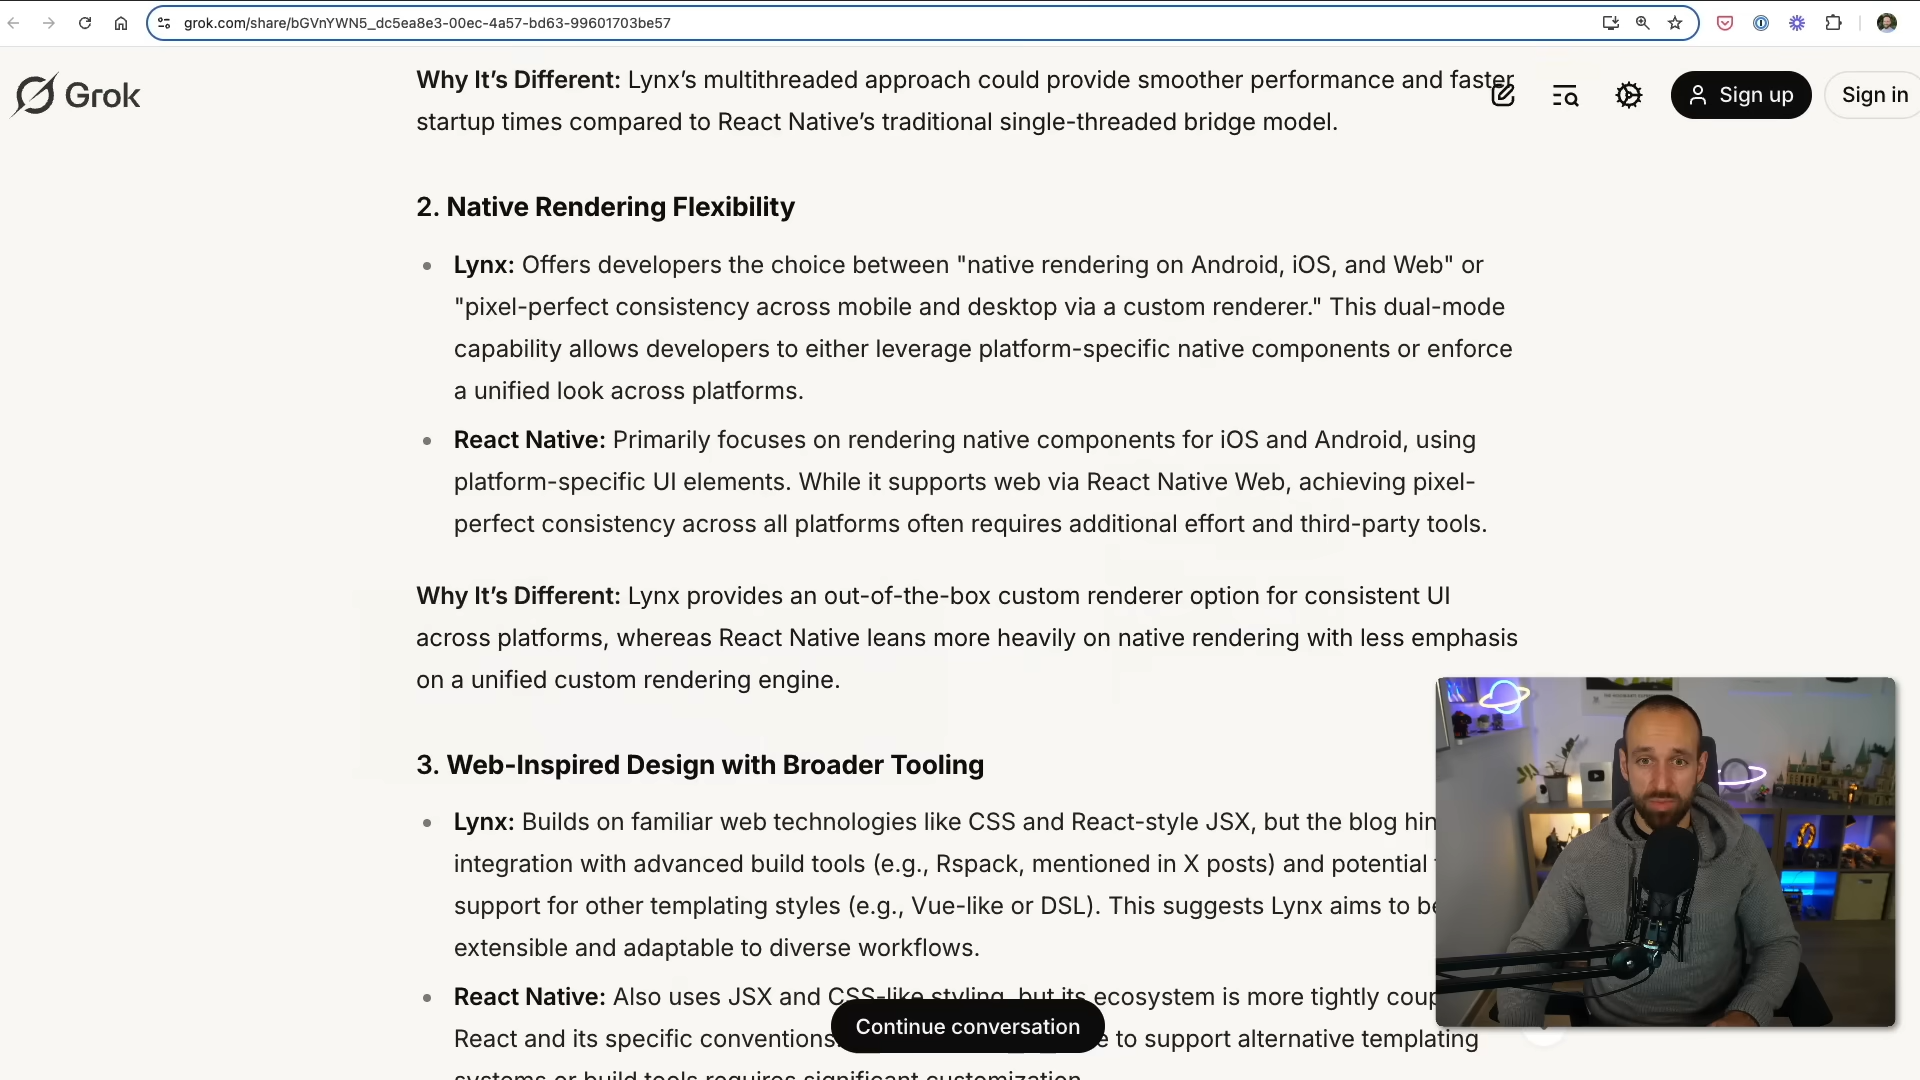 grok.com/share/bGVnYWN5_dc5ea8e3-00ec-4a57-bd63-99601703be57
Grok
Sign up
Sign in
Why It’s Different: Lynx’s multithreaded approach could provide smoother performance and faster
startup times compared to React Native’s traditional single-threaded bridge model.
2. Native Rendering Flexibility
Lynx: Offers developers the choice between "native rendering on Android, iOS, and Web" or
"pixel-perfect consistency across mobile and desktop via a custom renderer." This dual-mode
capability allows developers to either leverage platform-specific native components or enforce
a unified look across platforms.
React Native: Primarily focuses on rendering native components for iOS and Android, using
platform-specific UI elements. While it supports web via React Native Web, achieving pixel-
perfect consistency across all platforms often requires additional effort and third-party tools.
Why It’s Different: Lynx provides an out-of-the-box custom renderer option for consistent UI
across platforms, whereas React Native leans more heavily on native rendering with less emphasis
on a unified custom rendering engine.
3. Web-Inspired Design with Broader Tooling
Lynx: Builds on familiar web technologies like CSS and React-style JSX, but the blog hin
integration with advanced build tools (e.g., Rspack, mentioned in X posts) and potential
support for other templating styles (e.g., Vue-like or DSL). This suggests Lynx aims to be
extensible and adaptable to diverse workflows.
React Native: Also uses JSX and CSS-like styling, but its ecosystem is more tightly coup
React and its specific conventions. to support alternative templating
systems or build tools requires significant customization.
Continue conversation